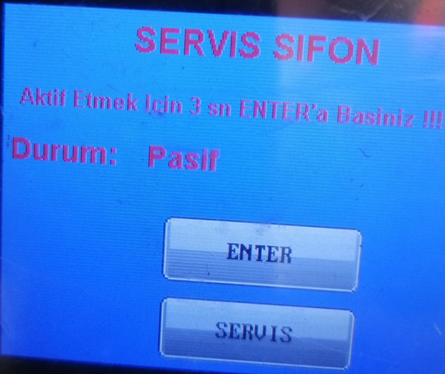 SERVIS SIFON
Aktif Etmek Için 3 sn ENTER'a Basiniz !!!
Durum: Pasif
ENTER
SERVIS